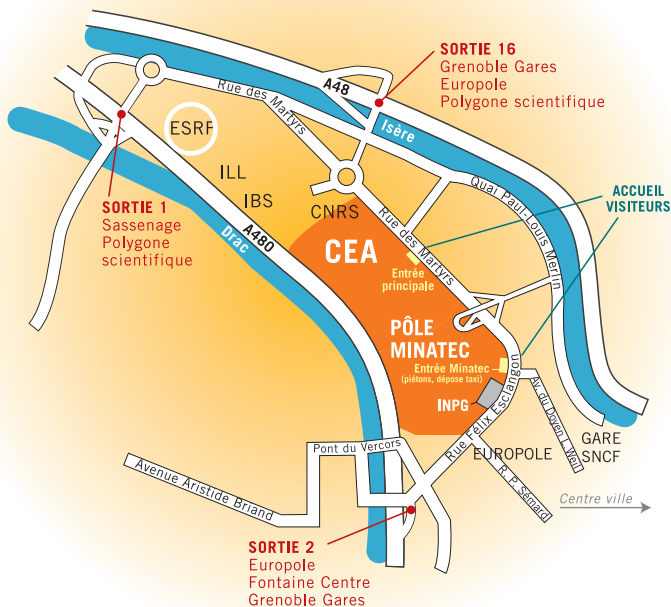 SORTIE 16
Grenoble Gares
Europole
Polygone scientifique
A48
Rue des Martyrs
Isère
ESRF
ILL
IBS
CNRS
SORTIE 1
Sassenage
Polygone
scientifique
A480
Drac
Quai Paul-Louis Merlin
ACCUEIL
VISITEURS
CEA
Rue des Martyrs
Entrée
principale
PÔLE
MINATEC
Entrée Minatec
(piétons, dépose taxi)
INPG
Rue Félix Esclangon
Av. du Doyen L. Weil
GARE
SNCF
EUROPOLE
R. P. Sémard
Pont du Vercors
Avenue Aristide Briand
Centre ville
SORTIE 2
Europole
Fontaine Centre
Grenoble Gares